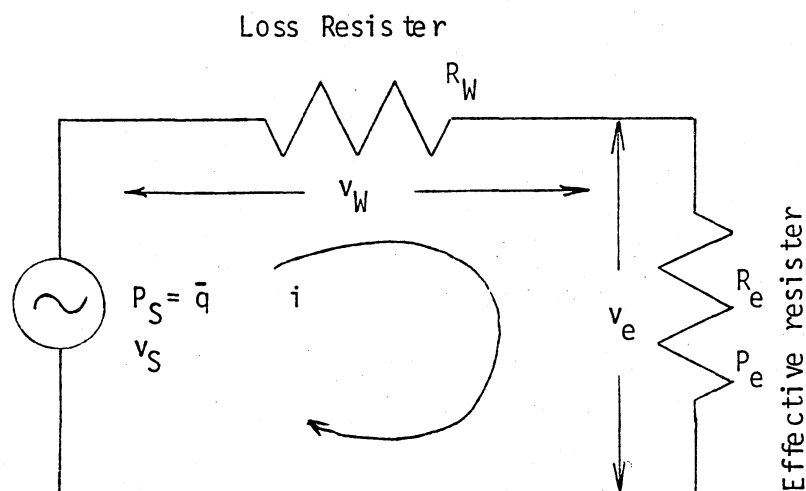 Loss Resister
R_W
v_W
P_S = q̄
i
v_S
v_e
R_e
P_e
Effective resister